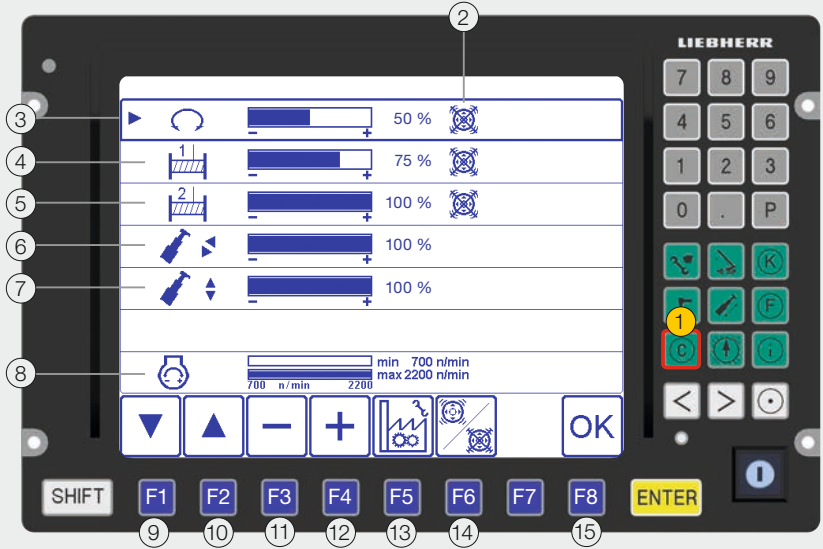 2
LIEBHERR
7 8 9
3 50 % 4 5 6
- +
4 1 75 % 1 2 3
- +
5 2 100 % 0 . P
- +
6 100 % K
- +
7 100 % F
- +
1
C i
8 min 700 n/min
max 2200 n/min
700 n/min 2200
< >
- + OK
SHIFT F1 F2 F3 F4 F5 F6 F7 F8 ENTER
9 10 11 12 13 14 15